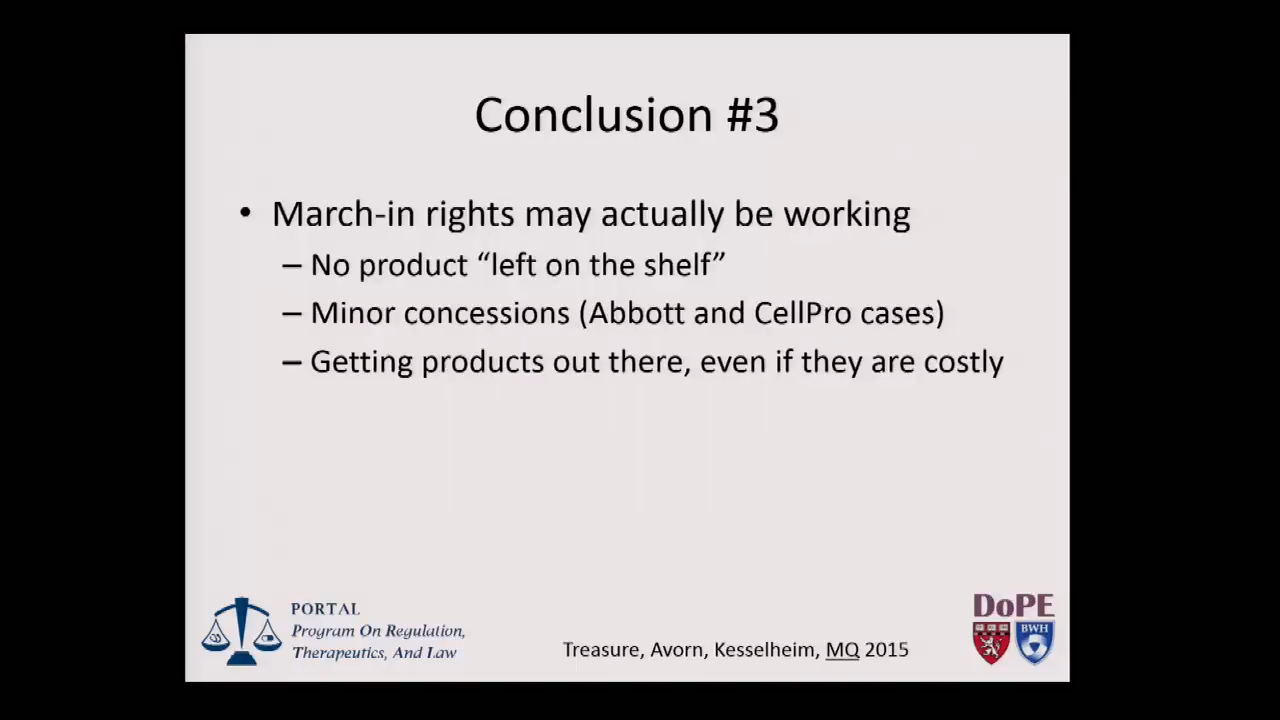 Conclusion #3
• March-in rights may actually be working
– No product “left on the shelf”
– Minor concessions (Abbott and CellPro cases)
– Getting products out there, even if they are costly
PORTAL
Program On Regulation,
Therapeutics, And Law
Treasure, Avorn, Kesselheim, MQ 2015
DoPE
BWH